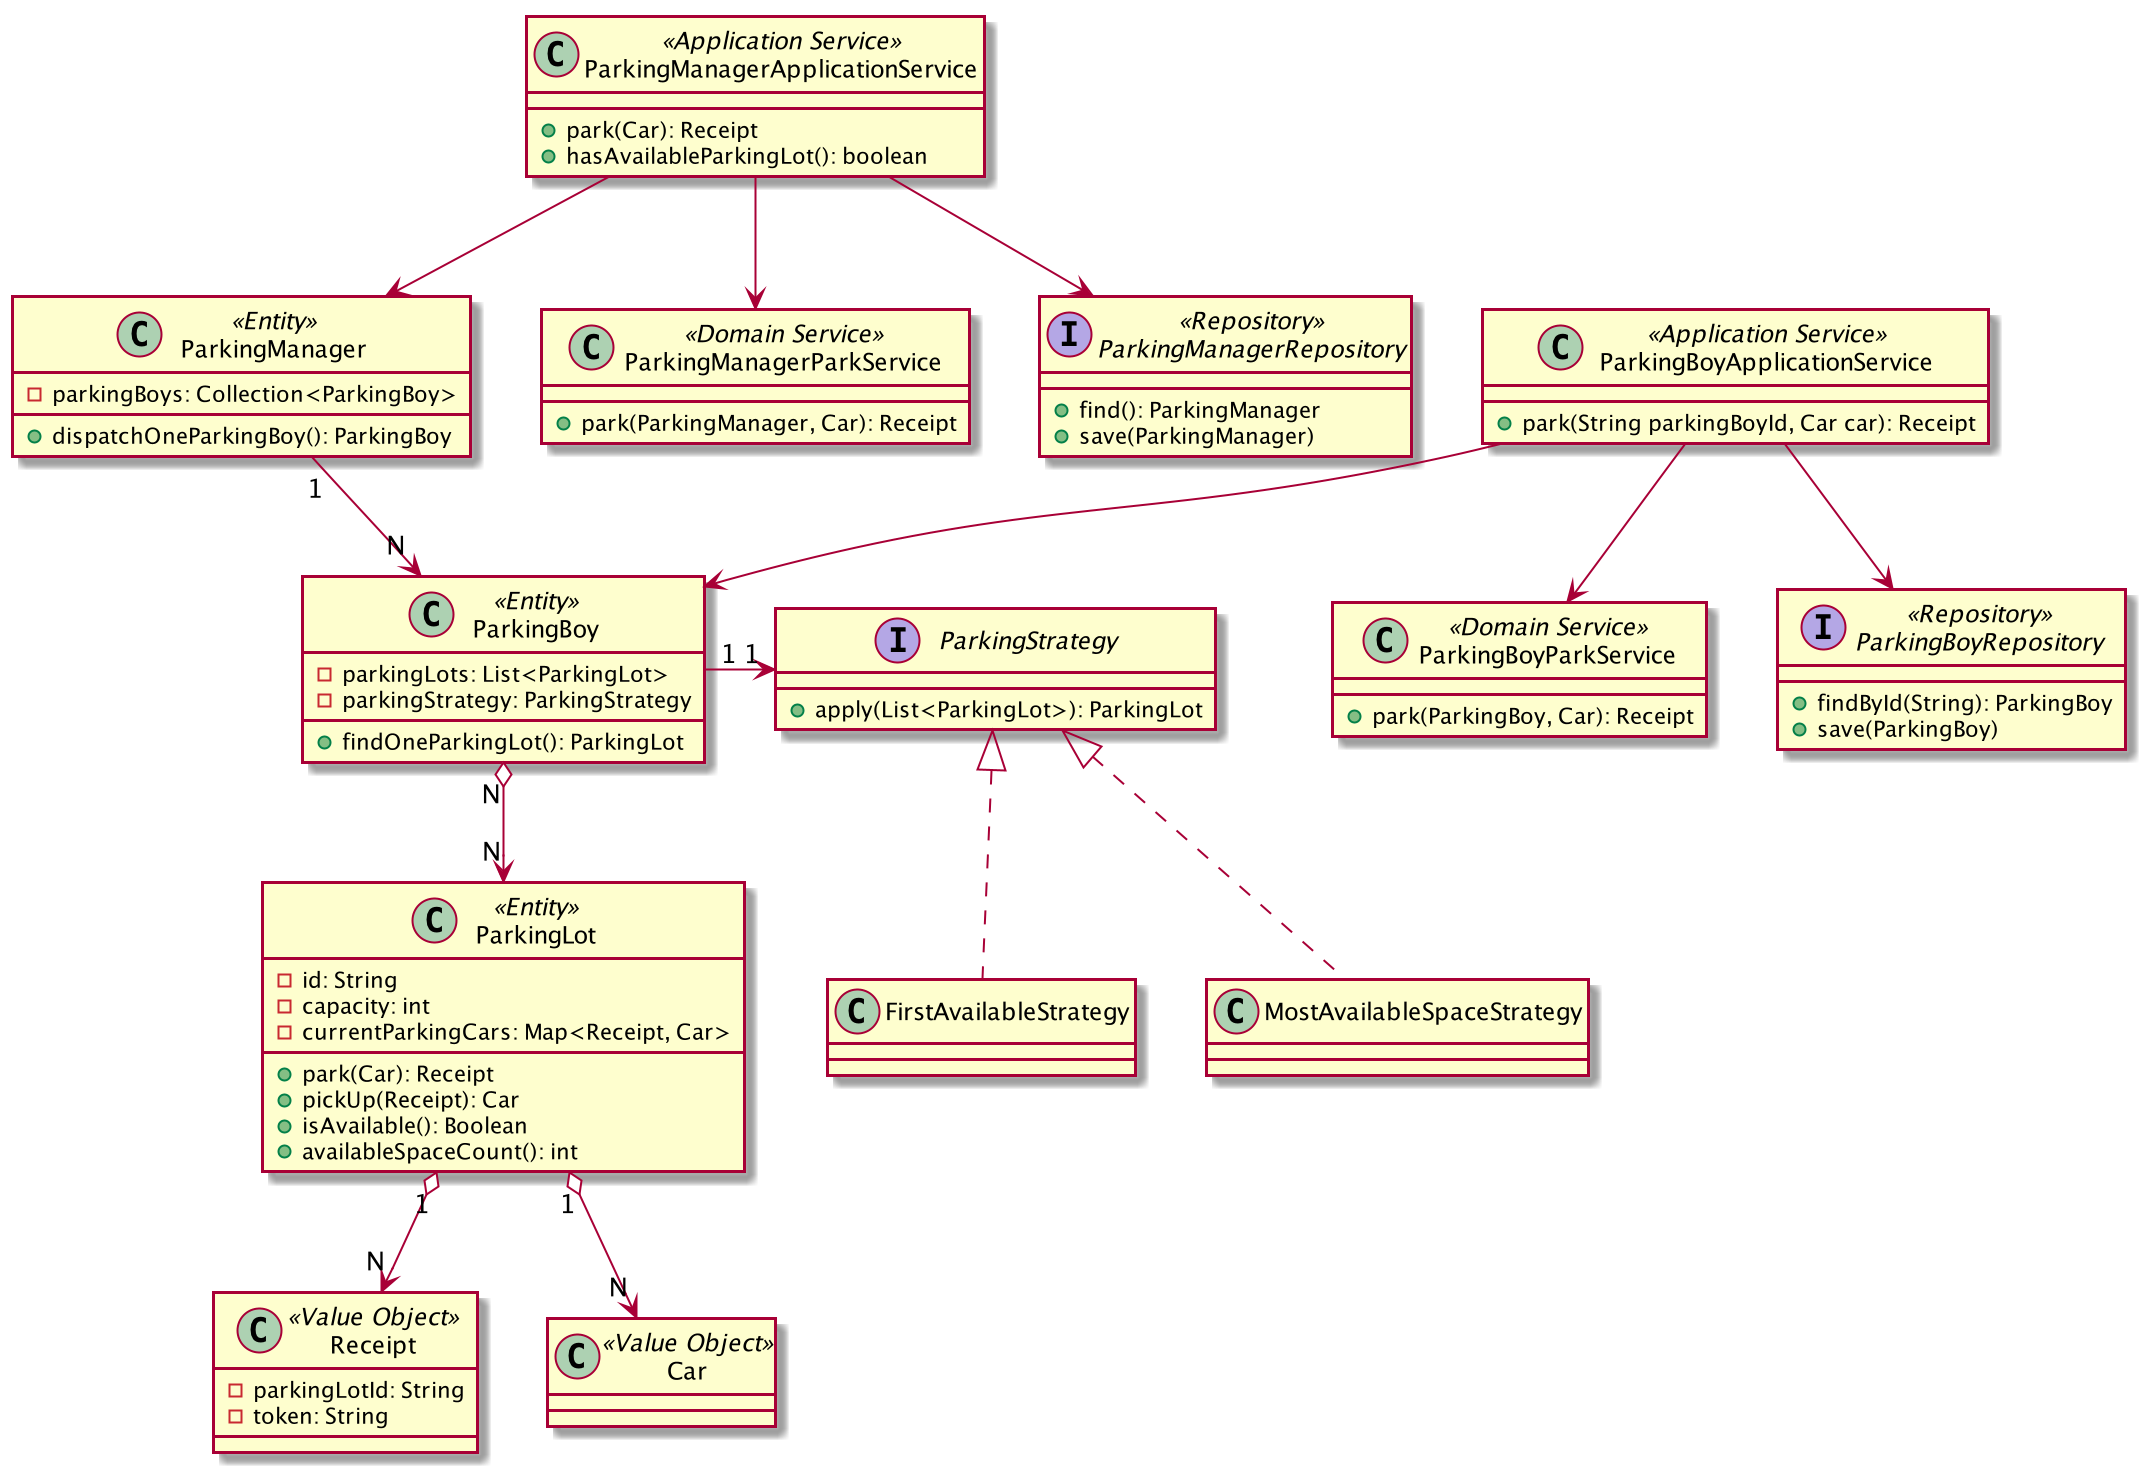 C
«Application Service»
ParkingManagerApplicationService
park(Car): Receipt
hasAvailableParkingLot(): boolean
C
«Entity»
ParkingManager
parkingBoys: Collection<ParkingBoy>
dispatchOneParkingBoy(): ParkingBoy
C
«Domain Service»
ParkingManagerParkService
park(ParkingManager, Car): Receipt
I
«Repository»
ParkingManagerRepository
find(): ParkingManager
save(ParkingManager)
C
«Application Service»
ParkingBoyApplicationService
park(String parkingBoyId, Car car): Receipt
1
N
C
«Entity»
ParkingBoy
parkingLots: List<ParkingLot>
parkingStrategy: ParkingStrategy
findOneParkingLot(): ParkingLot
1 1
I
ParkingStrategy
apply(List<ParkingLot>): ParkingLot
C
«Domain Service»
ParkingBoyParkService
park(ParkingBoy, Car): Receipt
I
«Repository»
ParkingBoyRepository
findById(String): ParkingBoy
save(ParkingBoy)
N
N
C
«Entity»
ParkingLot
id: String
capacity: int
currentParkingCars: Map<Receipt, Car>
park(Car): Receipt
pickUp(Receipt): Car
isAvailable(): Boolean
availableSpaceCount(): int
C
FirstAvailableStrategy
C
MostAvailableSpaceStrategy
1
1
N
N
C
«Value Object»
Receipt
parkingLotId: String
token: String
C
«Value Object»
Car